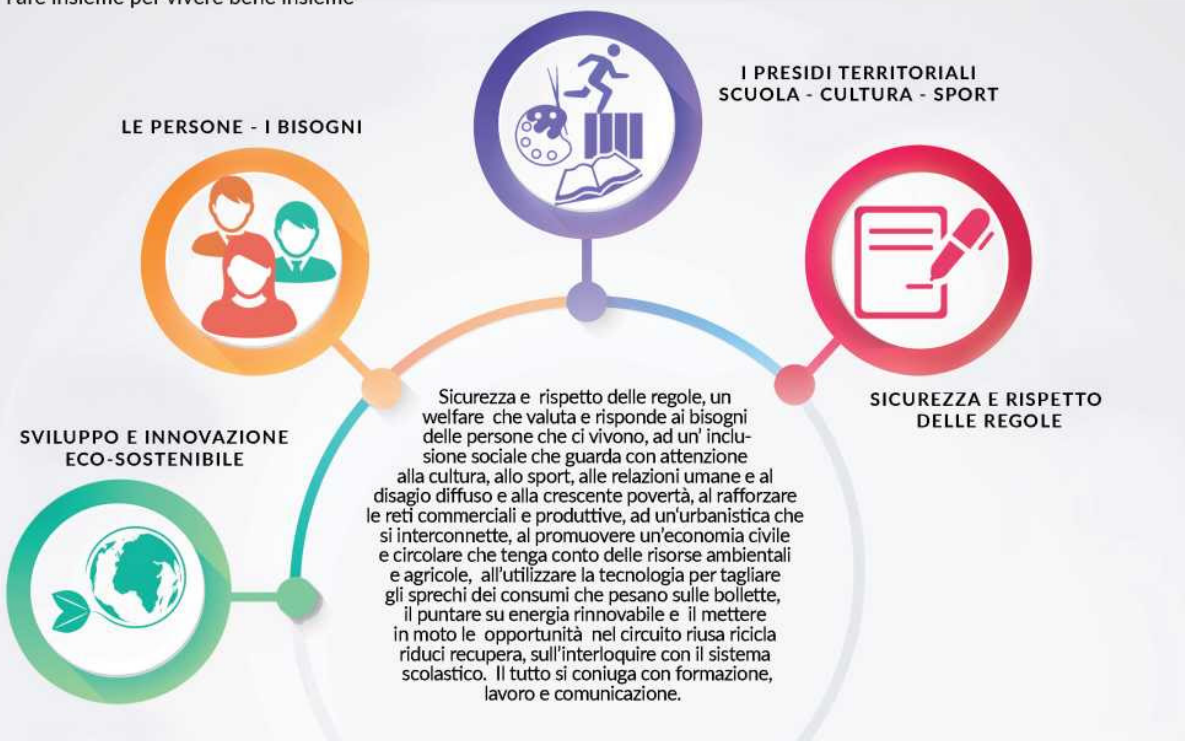 Fare insieme per vivere bene insieme
I PRESIDI TERRITORIALI
SCUOLA - CULTURA - SPORT
LE PERSONE - I BISOGNI
SICUREZZA E RISPETTO
DELLE REGOLE
SVILUPPO E INNOVAZIONE
ECO-SOSTENIBILE
Sicurezza e rispetto delle regole, un
welfare che valuta e risponde ai bisogni
delle persone che ci vivono, ad un' inclu-
sione sociale che guarda con attenzione
alla cultura, allo sport, alle relazioni umane e al
disagio diffuso e alla crescente povertà, al rafforzare
le reti commerciali e produttive, ad un'urbanistica che
si interconnette, al promuovere un'economia civile
e circolare che tenga conto delle risorse ambientali
e agricole, all'utilizzare la tecnologia per tagliare
gli sprechi dei consumi che pesano sulle bollette,
il puntare su energia rinnovabile e il mettere
in moto le opportunità nel circuito riusa ricicla
riduci recupera, sull'interloquire con il sistema
scolastico. Il tutto si coniuga con formazione,
lavoro e comunicazione.